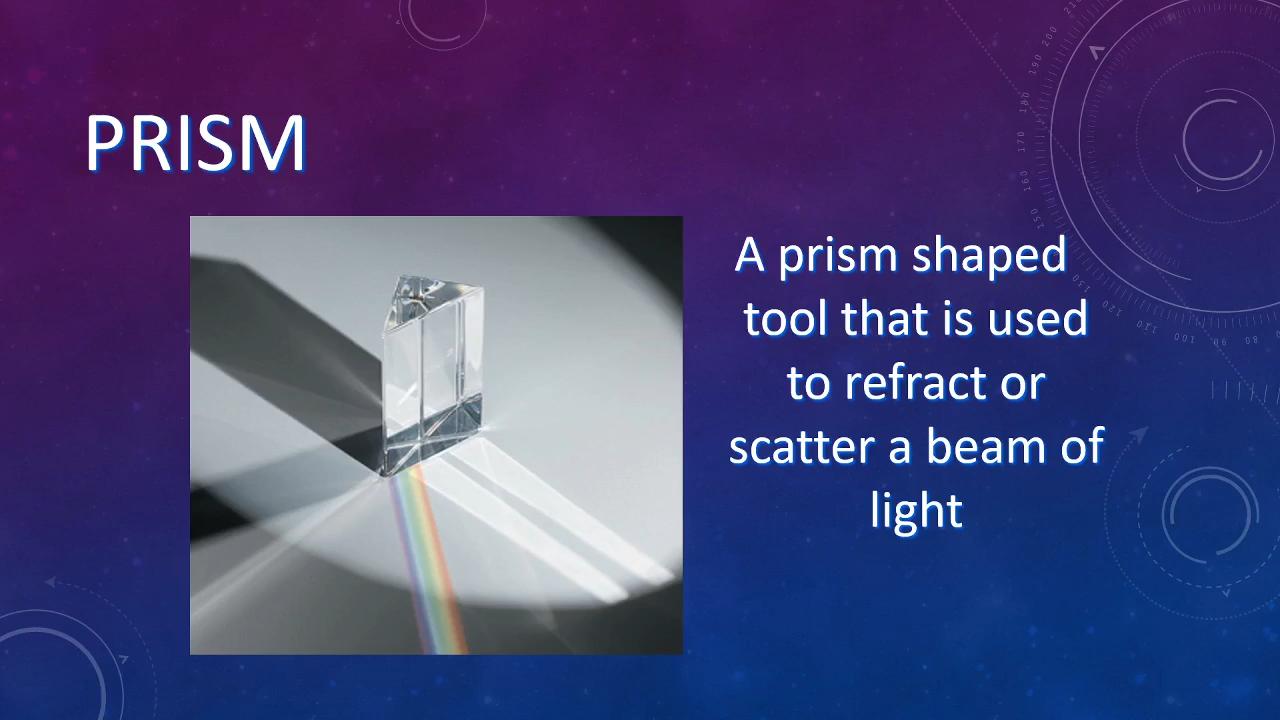 PRISM
A prism shaped
tool that is used
to refract or
scatter a beam of
light